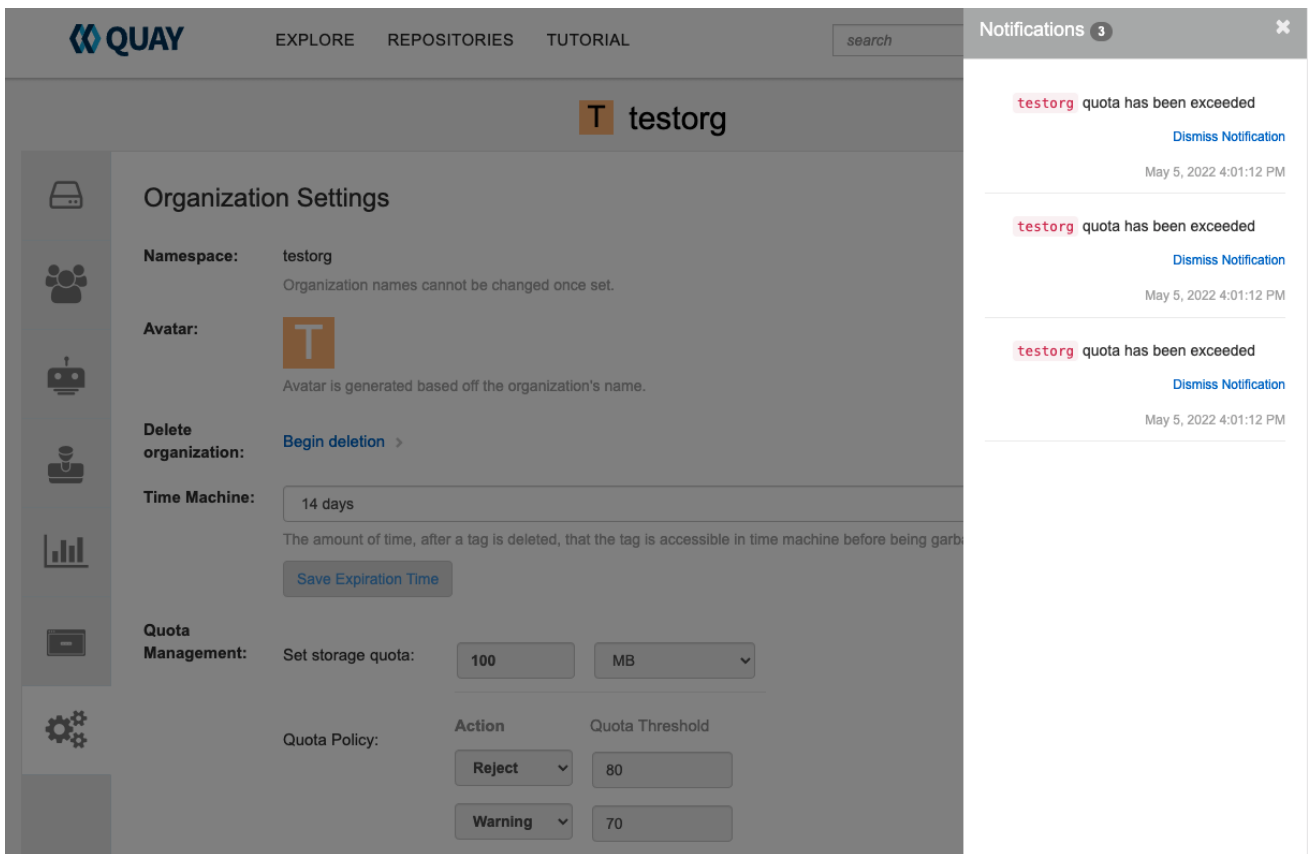 QUAY EXPLORE REPOSITORIES TUTORIAL search
Notifications 3
T testorg
testorg quota has been exceeded
Dismiss Notification
May 5, 2022 4:01:12 PM
testorg quota has been exceeded
Dismiss Notification
May 5, 2022 4:01:12 PM
testorg quota has been exceeded
Dismiss Notification
May 5, 2022 4:01:12 PM
Organization Settings
Namespace: testorg
Organization names cannot be changed once set.
Avatar: T
Avatar is generated based off the organization's name.
Delete
organization: Begin deletion
Time Machine: 14 days
The amount of time, after a tag is deleted, that the tag is accessible in time machine before being garba
Save Expiration Time
Quota
Management: Set storage quota: 100 MB
Action Quota Threshold
Quota Policy:
Reject 80
Warning 70